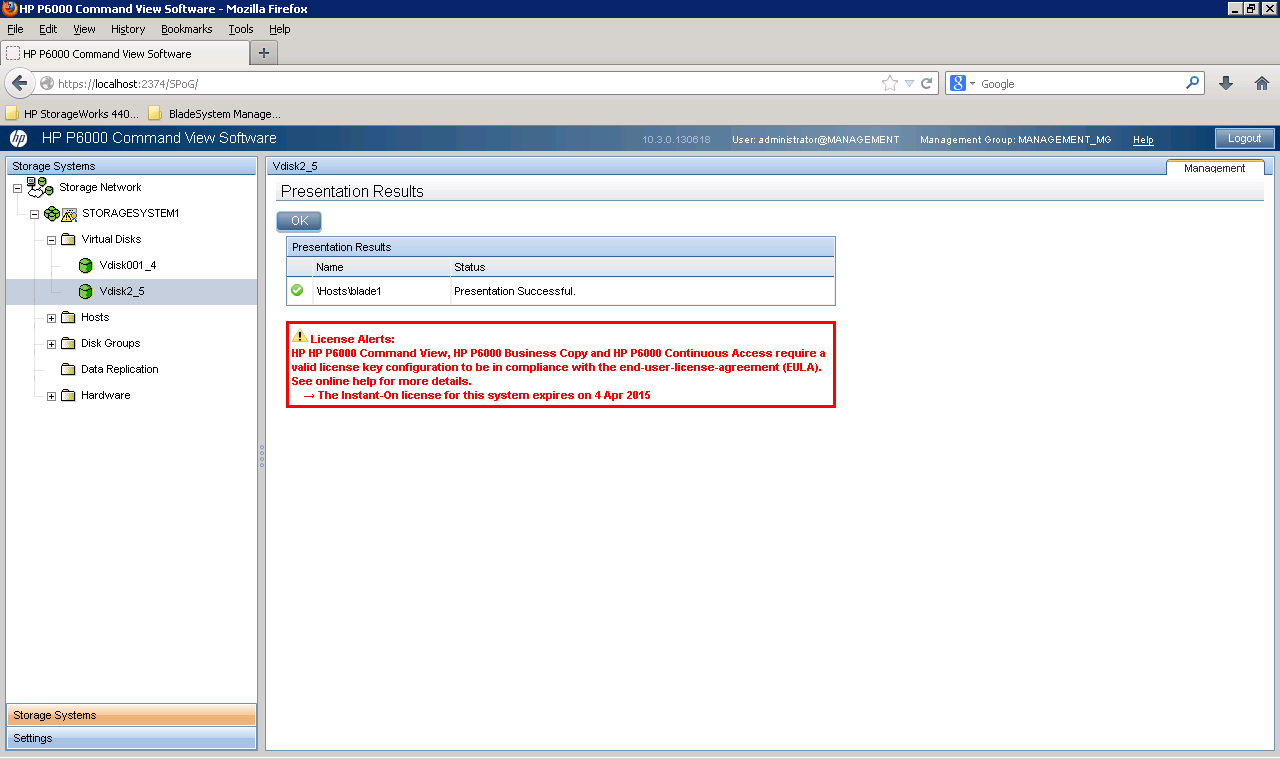 HP P6000 Command View Software - Mozilla Firefox
File Edit View History Bookmarks Tools Help
HP P6000 Command View Software +
https://localhost:2374/SPoG/ Google
HP StorageWorks 440... BladeSystem Manage...
hp HP P6000 Command View Software 10.3.0.130618 User: administrator@MANAGEMENT Management Group: MANAGEMENT_MG Help Logout
Storage Systems
Storage Network
STORAGESYSTEM1
Virtual Disks
Vdisk001_4
Vdisk2_5
Hosts
Disk Groups
Data Replication
Hardware
Storage Systems
Settings
Vdisk2_5 Management
Presentation Results
OK
Presentation Results
Name Status
\Hosts\blade1 Presentation Successful.
License Alerts:
HP HP P6000 Command View, HP P6000 Business Copy and HP P6000 Continuous Access require a
valid license key configuration to be in compliance with the end-user-license-agreement (EULA).
See online help for more details.
→ The Instant-On license for this system expires on 4 Apr 2015